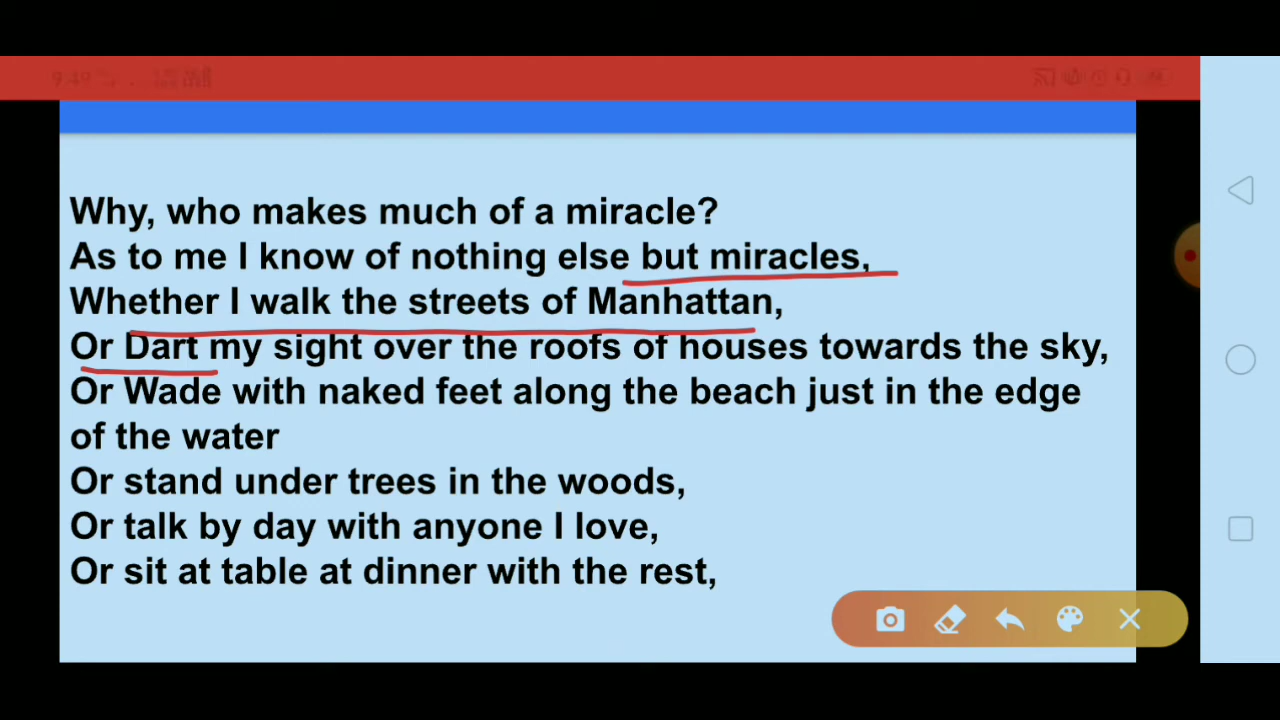 9:49
Why, who makes much of a miracle?
As to me I know of nothing else but miracles,
Whether I walk the streets of Manhattan,
Or Dart my sight over the roofs of houses towards the sky,
Or Wade with naked feet along the beach just in the edge
of the water
Or stand under trees in the woods,
Or talk by day with anyone I love,
Or sit at table at dinner with the rest,